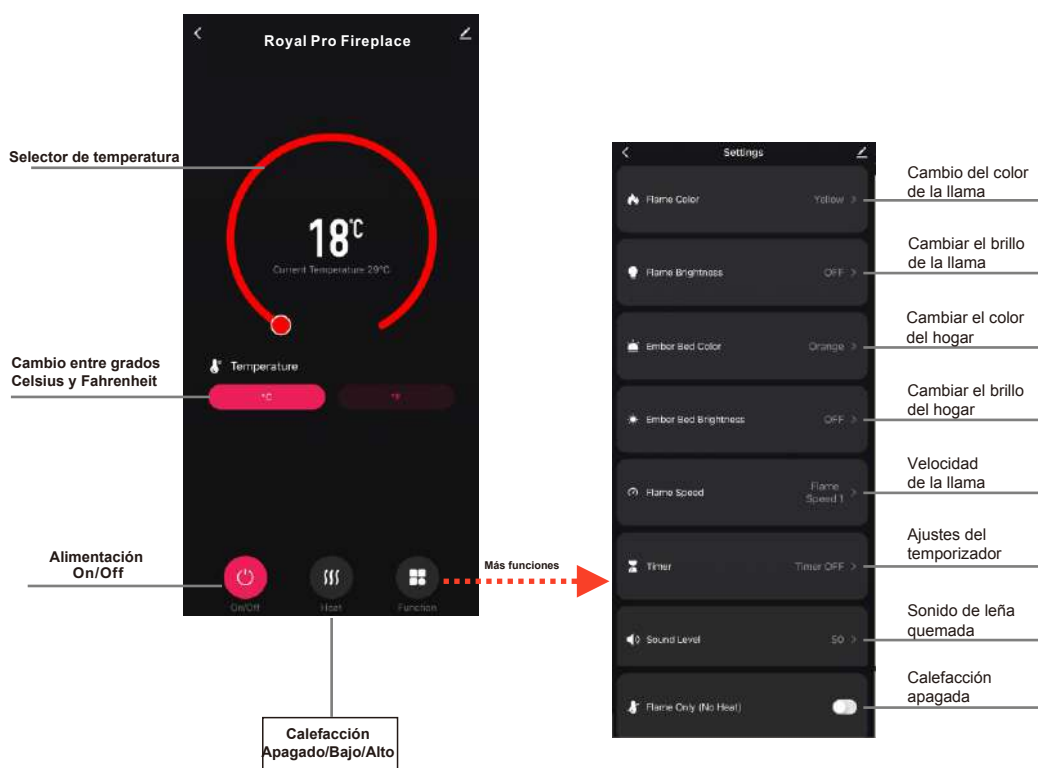 Royal Pro Fireplace
Selector de temperatura
18°C
Current Temperature 29°C
Cambio entre grados
Celsius y Fahrenheit
Temperature
°C
°F
Alimentación
On/Off
On/Off
Heat
Function
Más funciones
Calefacción
Apagado/Bajo/Alto
Settings
Flame Color
Yellow >
Cambio del color
de la llama
Flame Brightness
OFF >
Cambiar el brillo
de la llama
Ember Bed Color
Orange >
Cambiar el color
del hogar
Ember Bed Brightness
OFF >
Cambiar el brillo
del hogar
Flame Speed
Flame
Speed 1 >
Velocidad
de la llama
Timer
Timer OFF >
Ajustes del
temporizador
Sound Level
S0 >
Sonido de leña
quemada
Flame Only (No Heat)
Calefacción
apagada